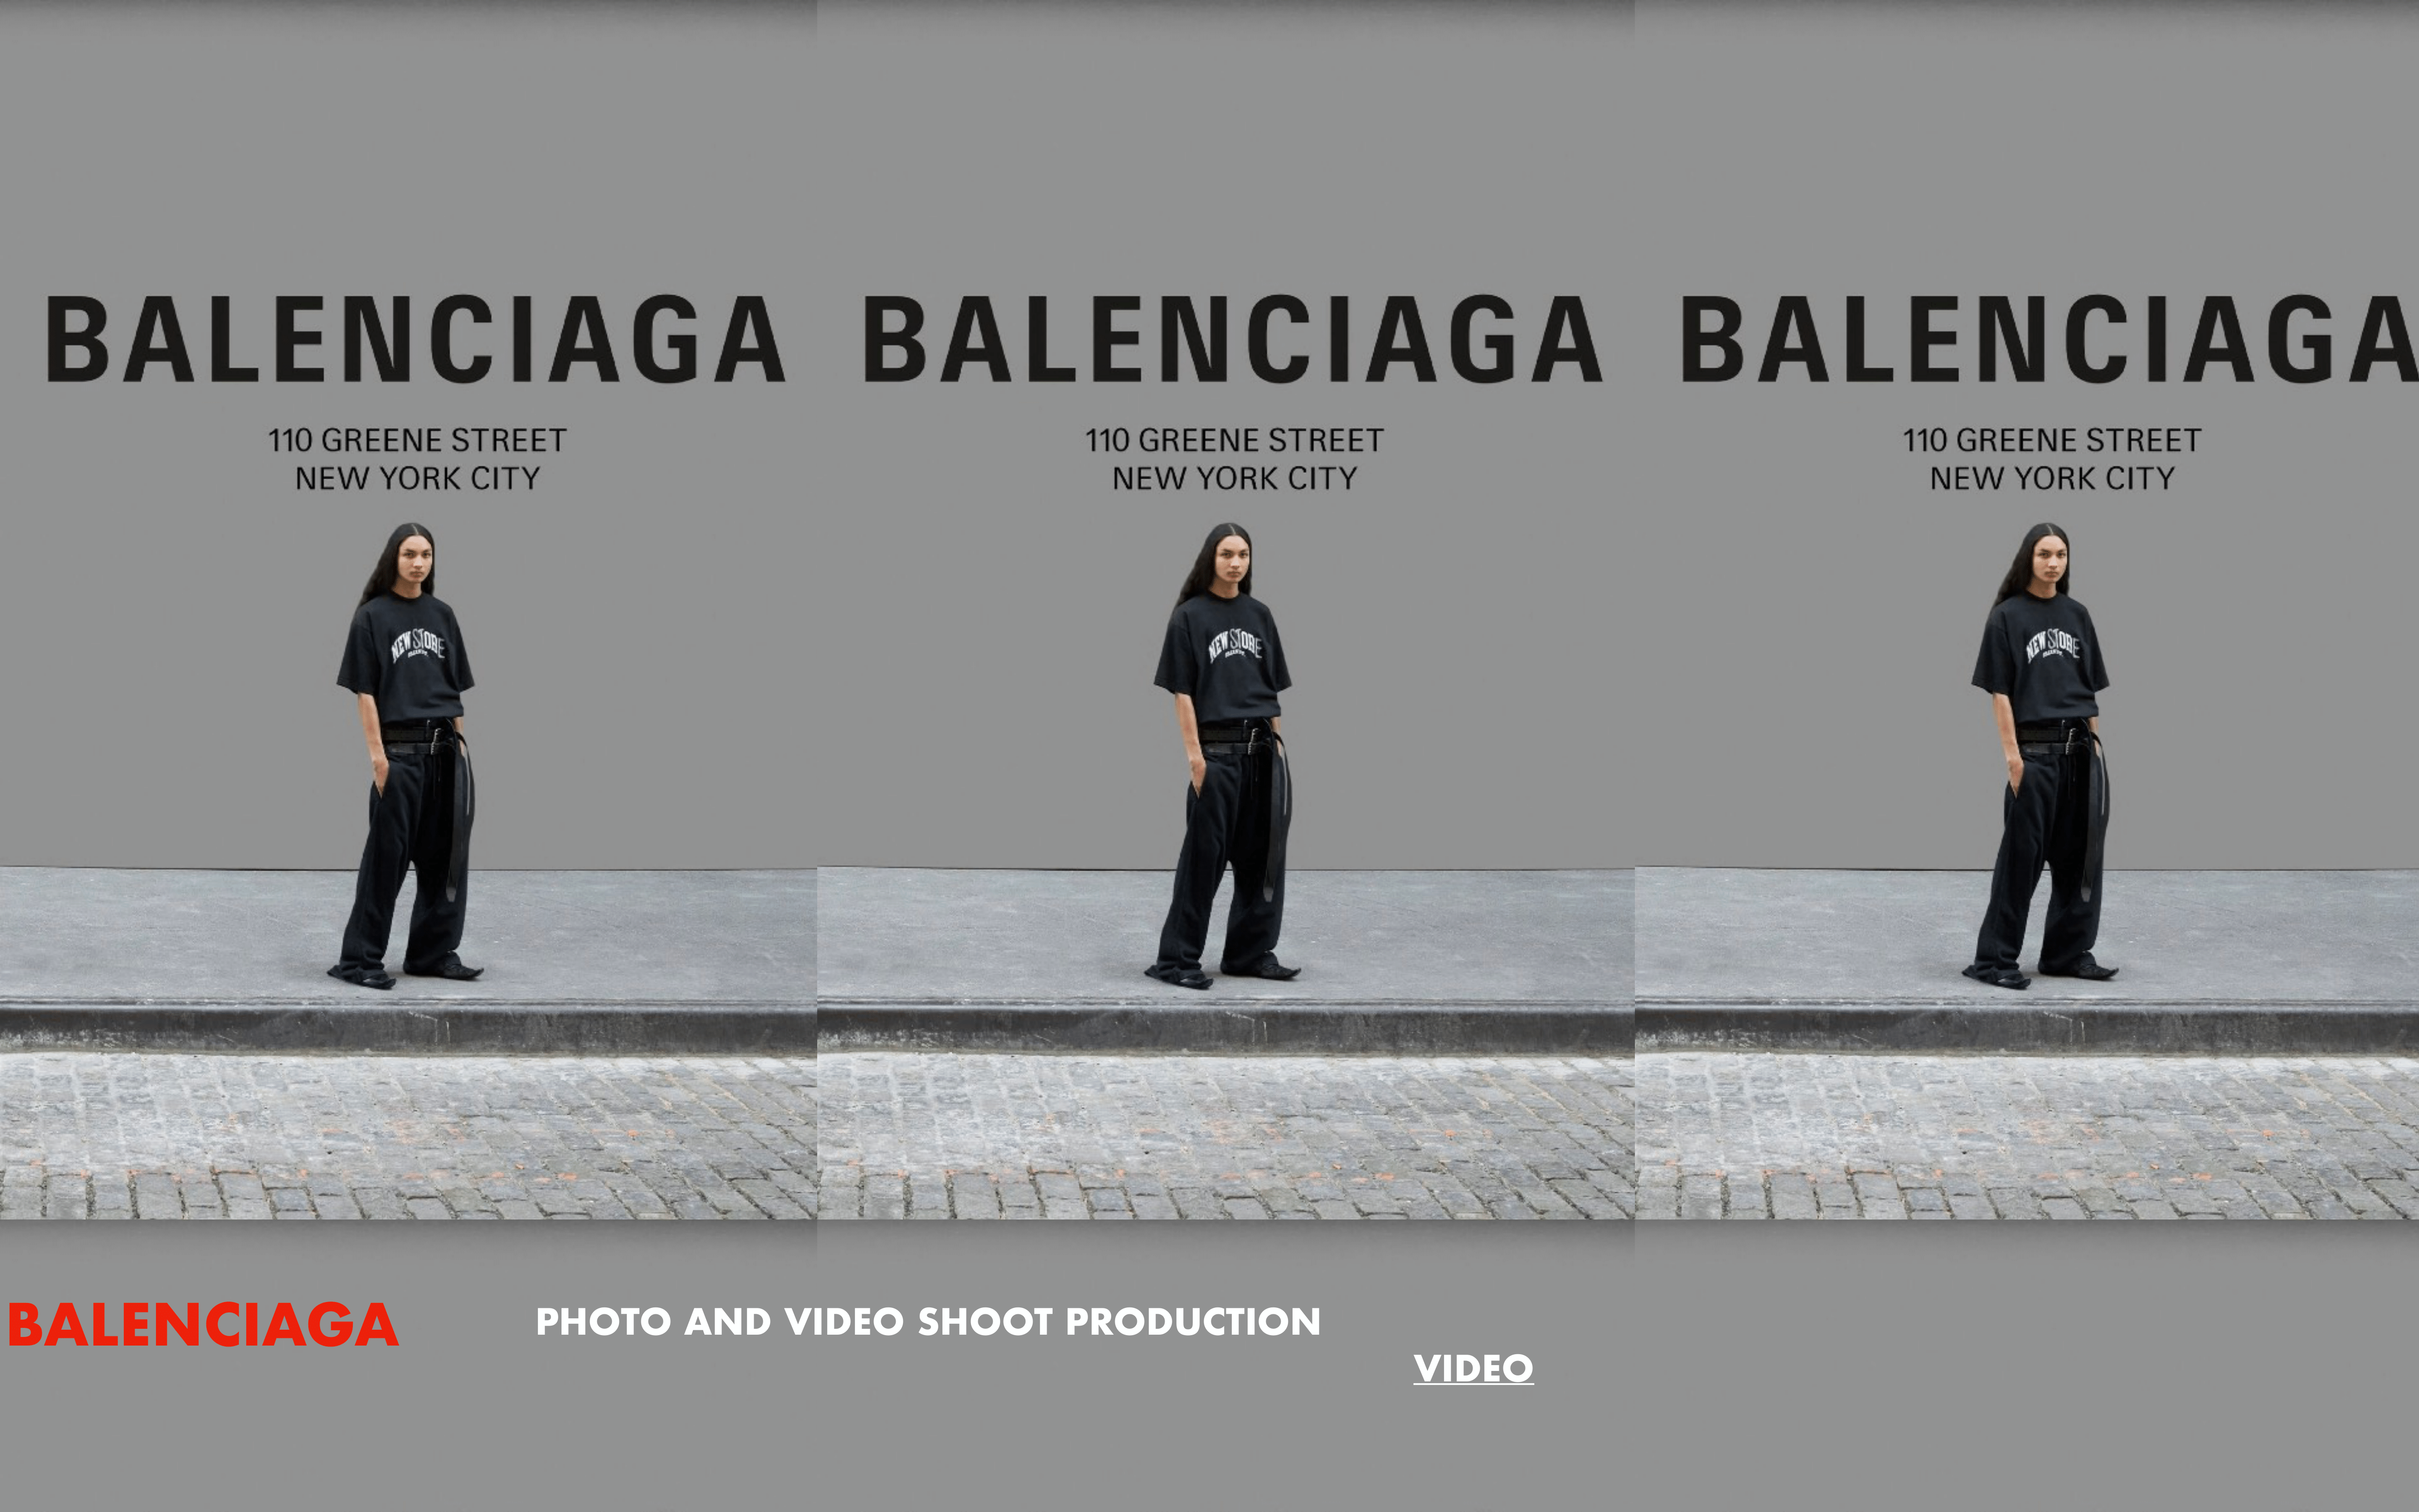 BALENCIAGA BALENCIAGA BALENCIAGA
110 GREENE STREET 110 GREENE STREET 110 GREENE STREET
NEW YORK CITY NEW YORK CITY NEW YORK CITY
NEW STORE NEW STORE NEW STORE
BALENCIAGA PHOTO AND VIDEO SHOOT PRODUCTION
VIDEO